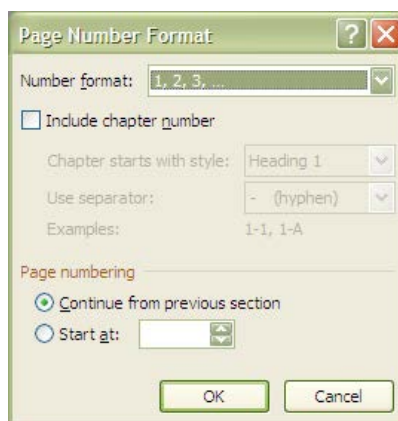 Page Number Format
Number format: 1, 2, 3, ...
Include chapter number
Chapter starts with style: Heading 1
Use separator: - (hyphen)
Examples: 1-1, 1-A
Page numbering
Continue from previous section
Start at:
OK Cancel